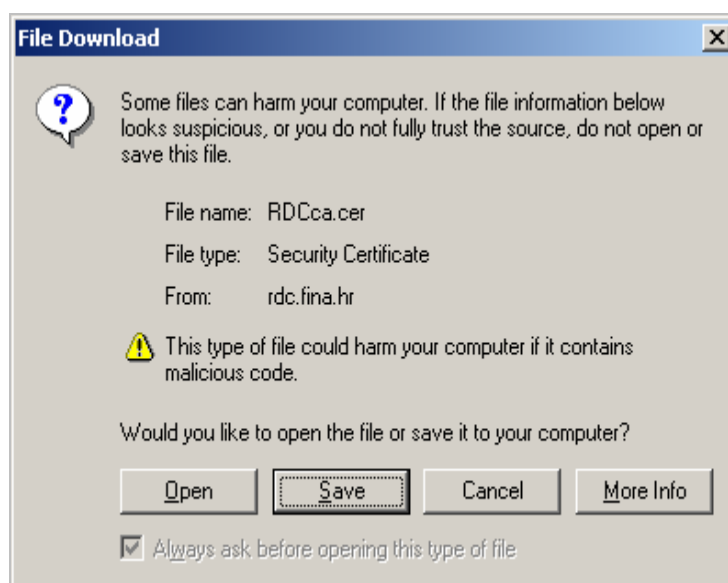 File Download
Some files can harm your computer. If the file information below
looks suspicious, or you do not fully trust the source, do not open or
save this file.
File name: RDCca.cer
File type: Security Certificate
From: rdc.fina.hr
This type of file could harm your computer if it contains
malicious code.
Would you like to open the file or save it to your computer?
Open Save Cancel More Info
Always ask before opening this type of file